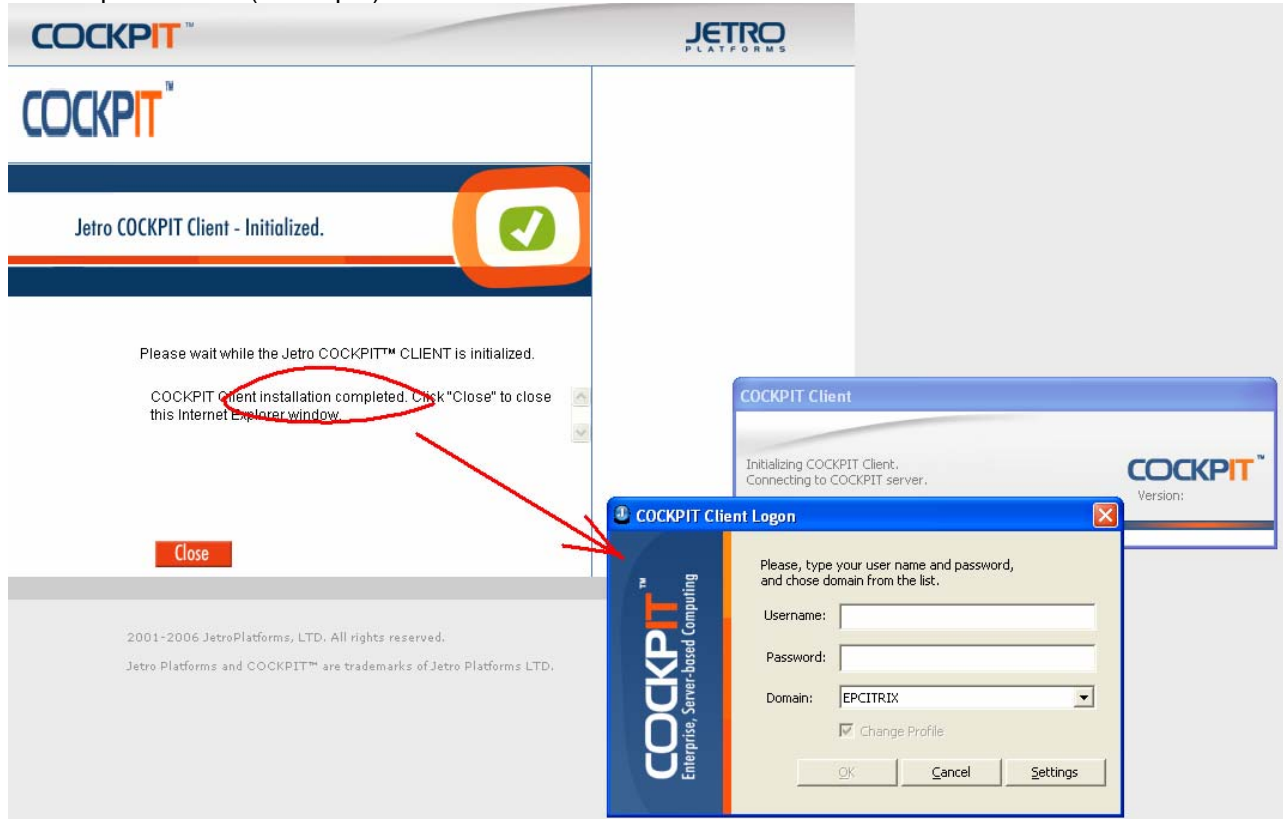 COCKPIT™
JETRO
PLATFORMS
COCKPIT™
Jetro COCKPIT Client - Initialized.
Please wait while the Jetro COCKPIT™ CLIENT is initialized.
COCKPIT Client installation completed. Click "Close" to close
this Internet Explorer window.
Close
2001-2006 JetroPlatforms, LTD. All rights reserved.
Jetro Platforms and COCKPIT™ are trademarks of Jetro Platforms LTD.
COCKPIT Client
Initializing COCKPIT Client.
Connecting to COCKPIT server.
COCKPIT™
Version:
COCKPIT Client Logon
COCKPIT™
Enterprise, Server-based Computing
Please, type your user name and password,
and chose domain from the list.
Username:
Password:
Domain: EPCITRIX
Change Profile
OK Cancel Settings